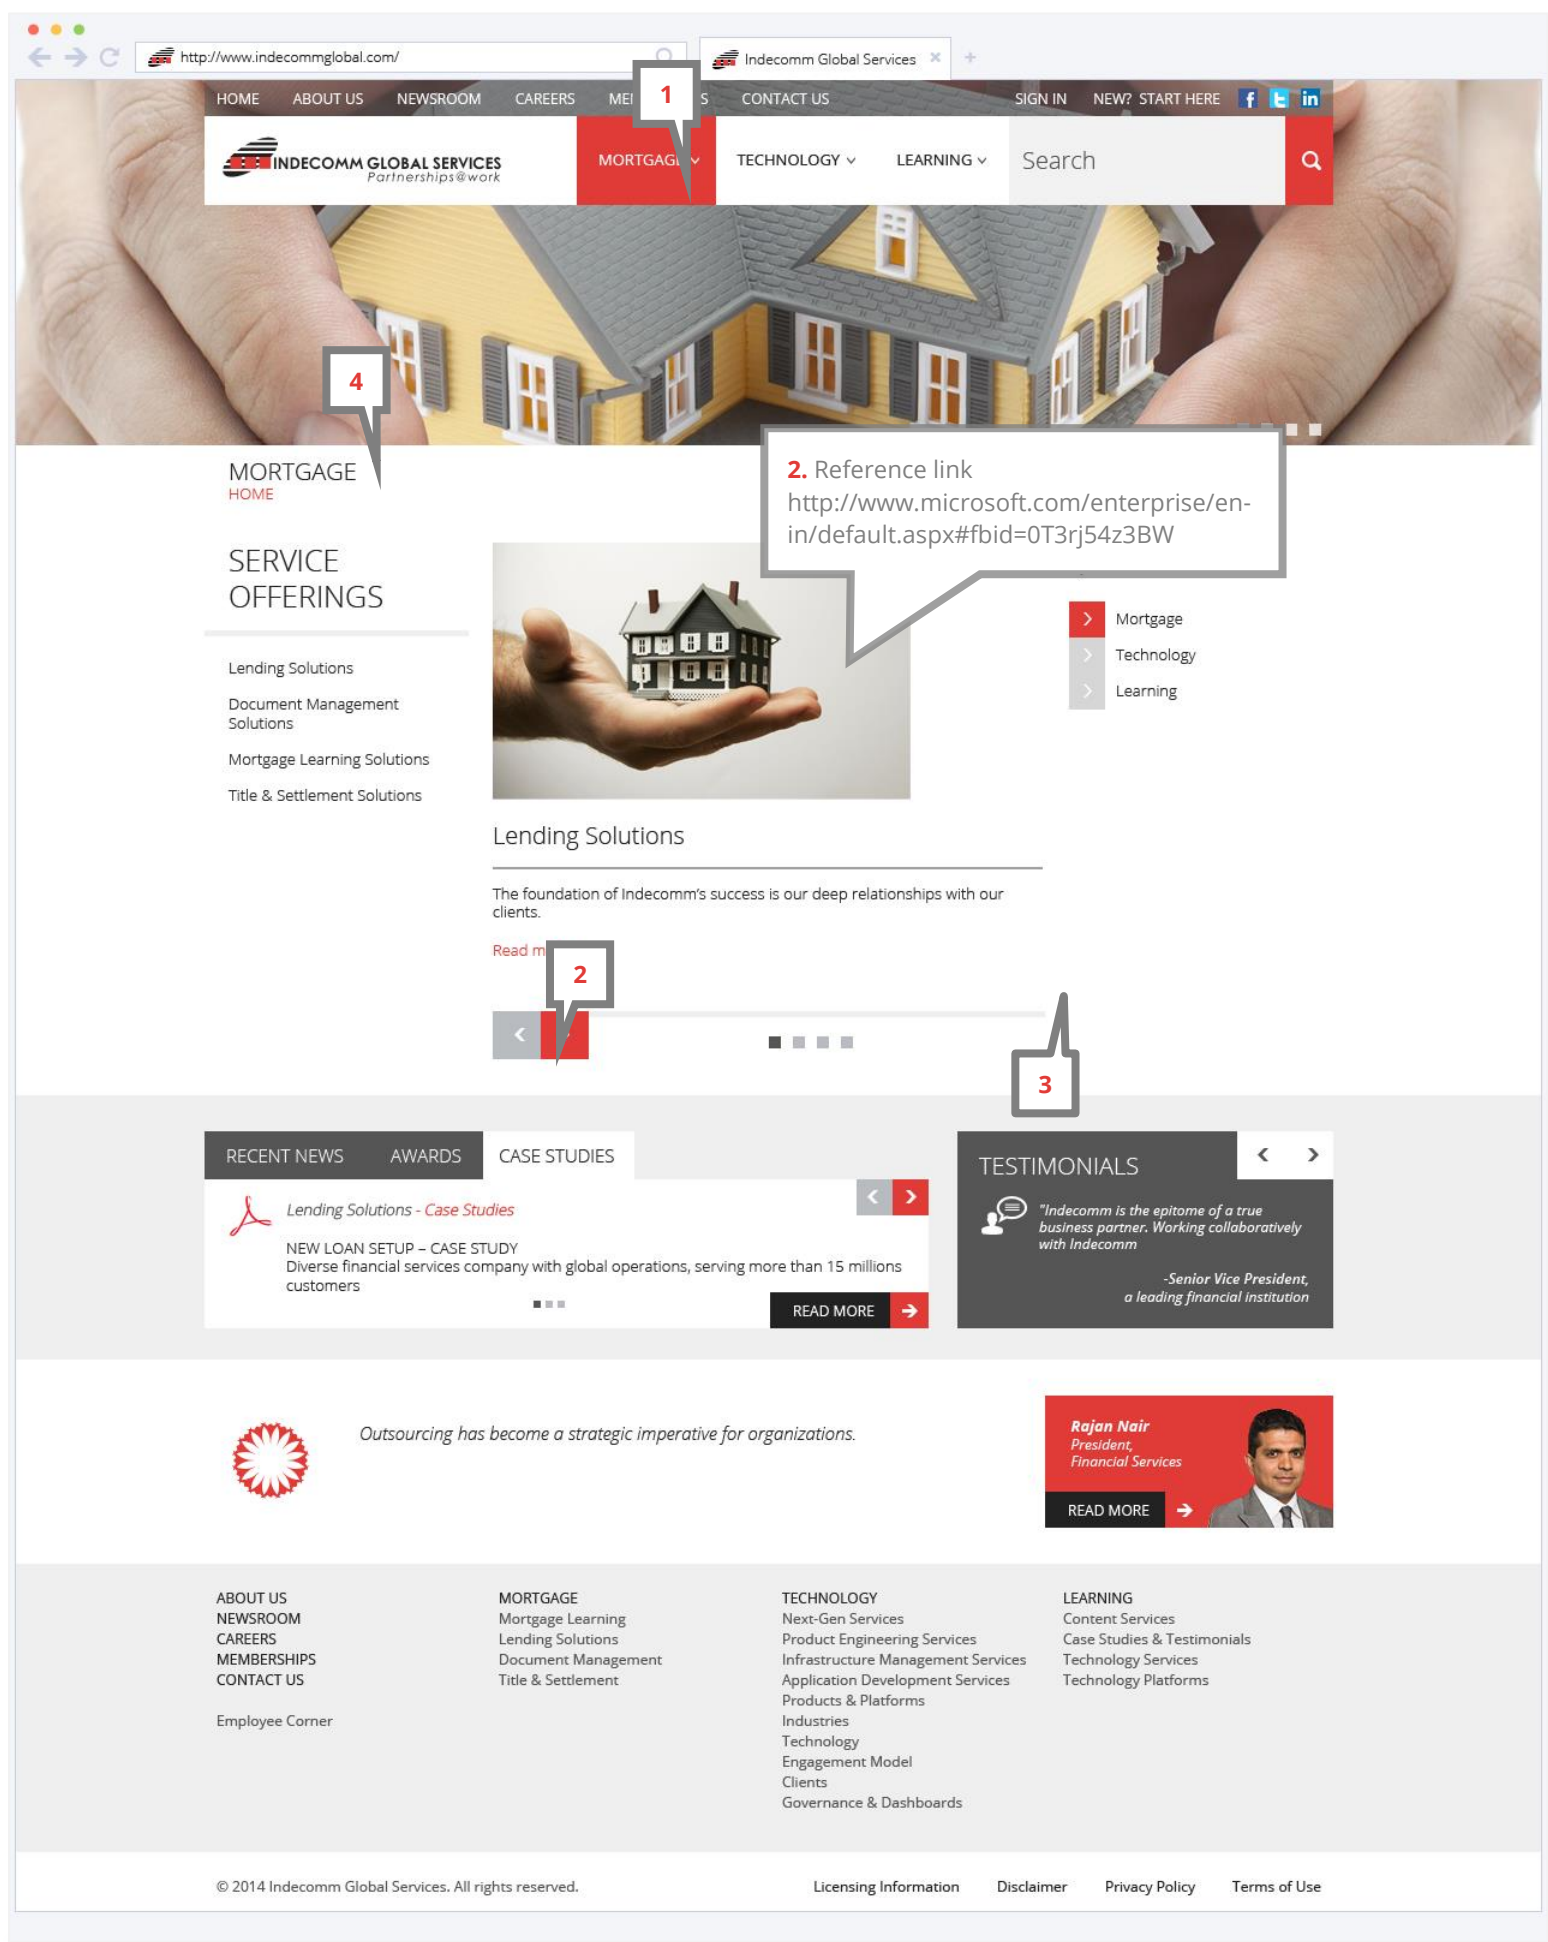 http://www.indecommglobal.com/
Indecomm Global Services
HOME ABOUT US NEWSROOM CAREERS CONTACT US SIGN IN NEW? START HERE
1
INDECOMM GLOBAL SERVICES
Partnerships@work
MORTGAGE TECHNOLOGY LEARNING Search
4
MORTGAGE
HOME
2. Reference link
http://www.microsoft.com/enterprise/en-
in/default.aspx#fbid=0T3rj54z3BW
SERVICE
OFFERINGS
Lending Solutions
Document Management
Solutions
Mortgage Learning Solutions
Title & Settlement Solutions
Mortgage
Technology
Learning
Lending Solutions
The foundation of Indecomm's success is our deep relationships with our
clients.
Read
2
3
RECENT NEWS AWARDS CASE STUDIES
Lending Solutions - Case Studies
NEW LOAN SETUP – CASE STUDY
Diverse financial services company with global operations, serving more than 15 millions
customers
READ MORE
TESTIMONIALS
"Indecomm is the epitome of a true
business partner. Working collaboratively
with Indecomm
-Senior Vice President,
a leading financial institution
Outsourcing has become a strategic imperative for organizations.
Rajan Nair
President,
Financial Services
READ MORE
ABOUT US
NEWSROOM
CAREERS
MEMBERSHIPS
CONTACT US
Employee Corner
MORTGAGE
Mortgage Learning
Lending Solutions
Document Management
Title & Settlement
TECHNOLOGY
Next-Gen Services
Product Engineering Services
Infrastructure Management Services
Application Development Services
Products & Platforms
Industries
Technology
Engagement Model
Clients
Governance & Dashboards
LEARNING
Content Services
Case Studies & Testimonials
Technology Services
Technology Platforms
© 2014 Indecomm Global Services. All rights reserved.
Licensing Information Disclaimer Privacy Policy Terms of Use